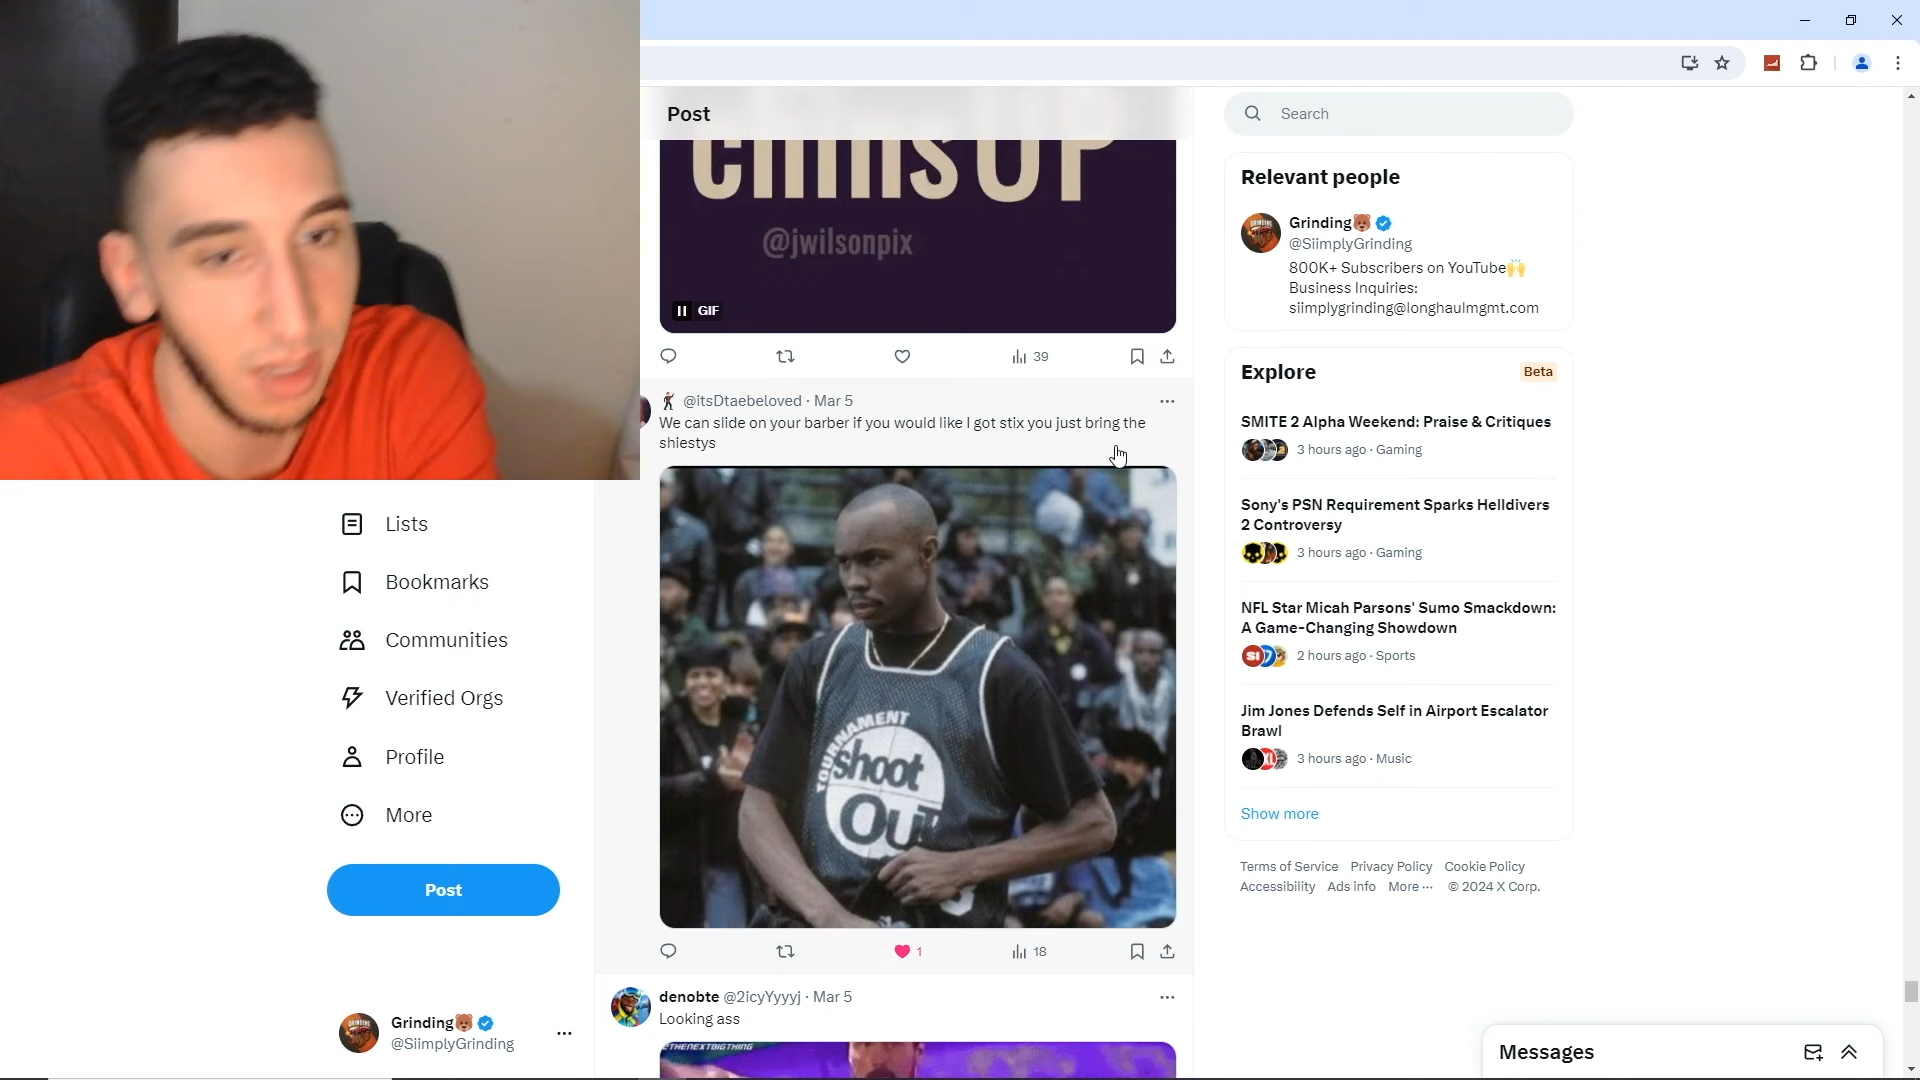 Post
chrisUP
@jwilsonpix
GIF
39
@itsDtaebeloved · Mar 5
We can slide on your barber if you would like I got stix you just bring the
shiestys
TOURNAMENT
shoot
OUT
1
18
denobte @2icyYyyyj · Mar 5
Looking ass
@THENEXTBIGTHING
Lists
Bookmarks
Communities
Verified Orgs
Profile
More
Post
Grinding🐻
@SiimplyGrinding
Search
Relevant people
Grinding🐻
@SiimplyGrinding
800K+ Subscribers on YouTube🙌
Business Inquiries:
siimplygrinding@longhaulmgmt.com
Explore
Beta
SMITE 2 Alpha Weekend: Praise & Critiques
3 hours ago · Gaming
Sony's PSN Requirement Sparks Helldivers
2 Controversy
3 hours ago · Gaming
NFL Star Micah Parsons' Sumo Smackdown:
A Game-Changing Showdown
2 hours ago · Sports
Jim Jones Defends Self in Airport Escalator
Brawl
3 hours ago · Music
Show more
Terms of Service Privacy Policy Cookie Policy
Accessibility Ads info More ··· © 2024 X Corp.
Messages